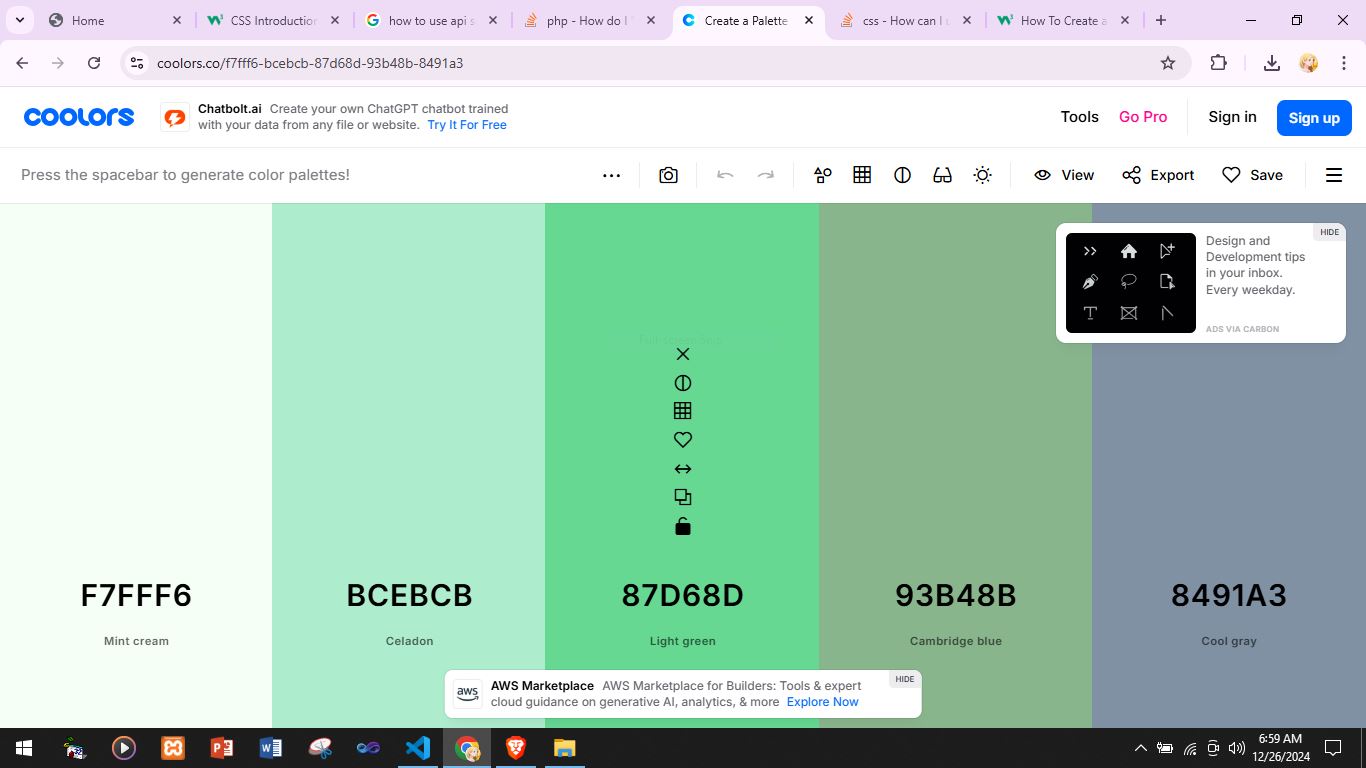 Home
CSS Introduction
how to use api s
php - How do I
Create a Palette
css - How can I u
How To Create a
coolors.co/f7fff6-bcebcb-87d68d-93b48b-8491a3
coolors
Chatbolt.ai Create your own ChatGPT chatbot trained
with your data from any file or website. Try It For Free
Tools
Go Pro
Sign in
Sign up
Press the spacebar to generate color palettes!
View
Export
Save
HIDE
Design and
Development tips
in your inbox.
Every weekday.
ADS VIA CARBON
Full-screen Snip
F7FFF6
BCEBCB
87D68D
93B48B
8491A3
Mint cream
Celadon
Light green
Cambridge blue
Cool gray
aws
AWS Marketplace AWS Marketplace for Builders: Tools & expert
cloud guidance on generative AI, analytics, & more Explore Now
HIDE
6:59 AM
12/26/2024